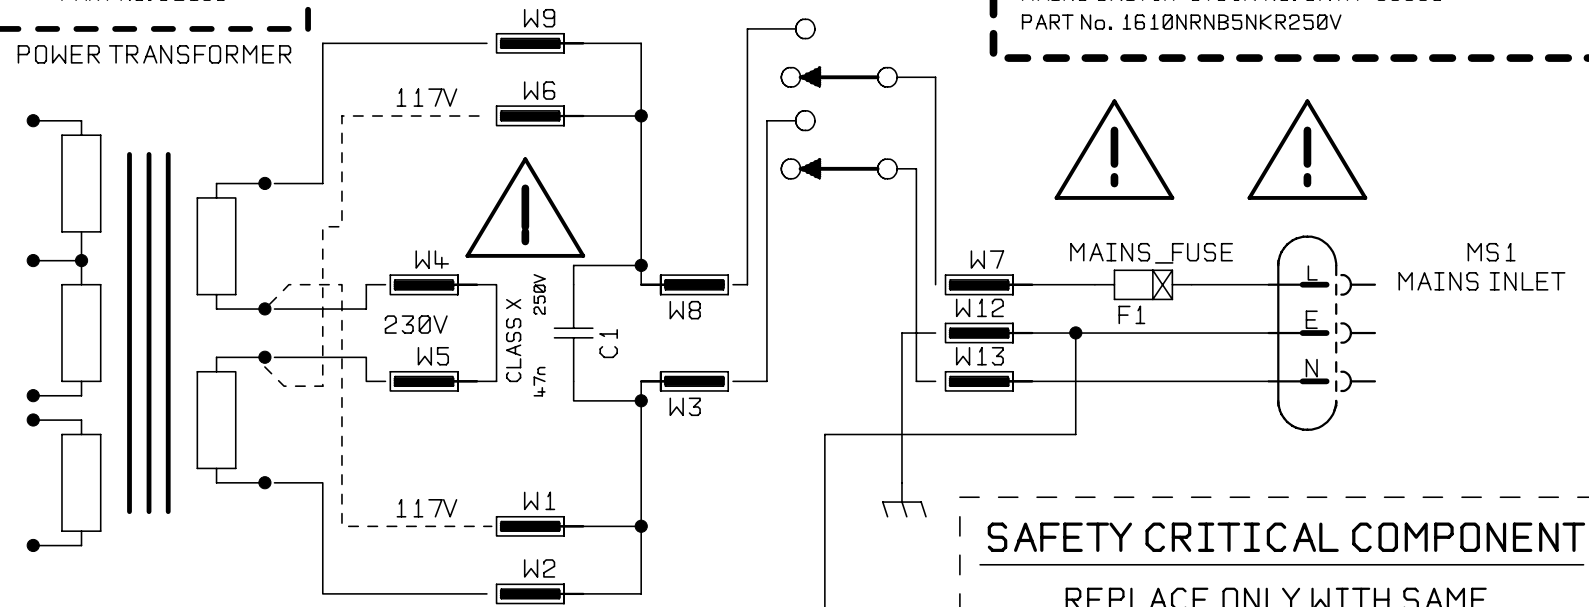 POWER TRANSFORMER
PART No. 1610NRNB5NKR250V
W9
117V
W6
W4
230V
W5
CLASS X
250V
47n
C1
W8
W3
117V
W1
W2
W7
MAINS_FUSE
F1
W12
W13
L
E
N
MS1
MAINS INLET
SAFETY CRITICAL COMPONENT
REPLACE ONLY WITH SAME